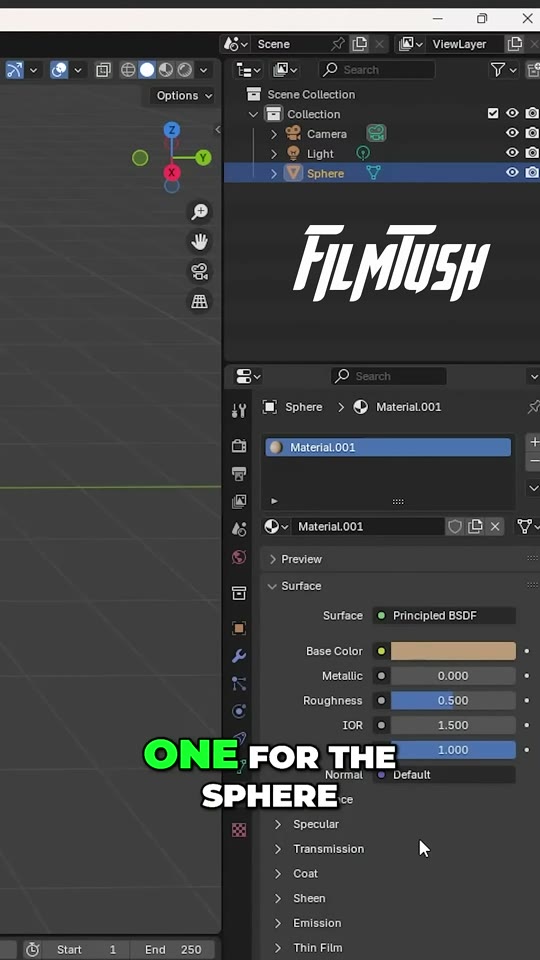 Scene
ViewLayer
Search
Options
Scene Collection
Collection
Camera
Light
Sphere
Z
Y
X
FILMTUSH
Search
Sphere > Material.001
Material.001
Material.001
Preview
Surface
Surface
Principled BSDF
Base Color
Metallic 0.000
Roughness 0.500
IOR 1.500
1.000
Normal Default
ONE FOR THE
SPHERE
Specular
Transmission
Coat
Sheen
Emission
Thin Film
Start 1 End 250